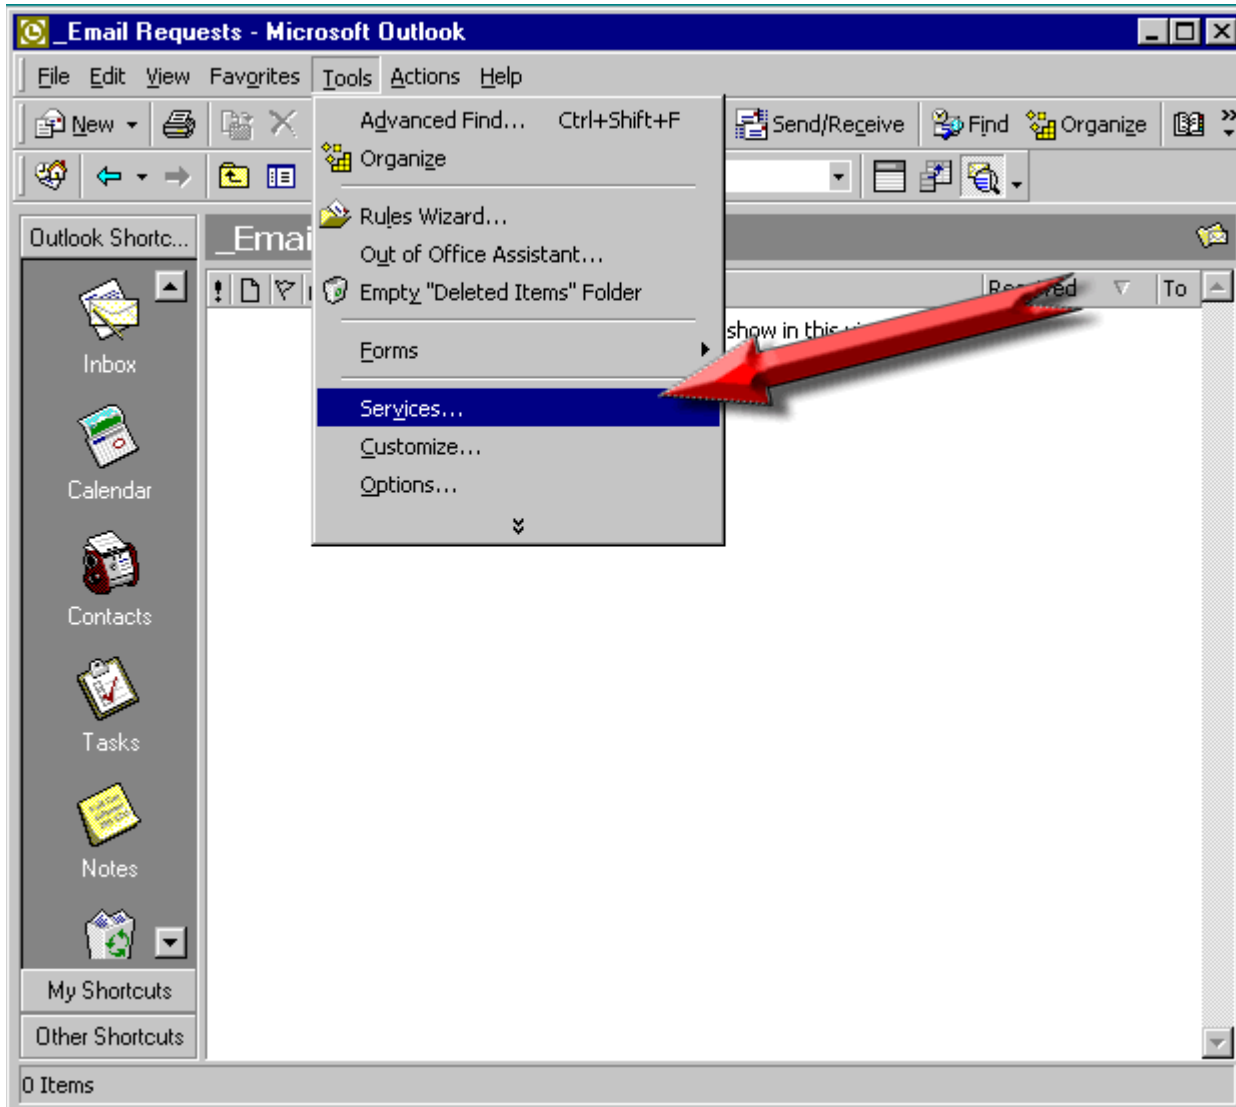 _Email Requests - Microsoft Outlook
File Edit View Favorites Tools Actions Help
New Send/Receive Find Organize
Advanced Find... Ctrl+Shift+F
Organize
Rules Wizard...
Out of Office Assistant...
Empty "Deleted Items" Folder
Forms
Services...
Customize...
Options...
Outlook Shortc...
_Emai
! Received To
show in this
Inbox
Calendar
Contacts
Tasks
Notes
My Shortcuts
Other Shortcuts
0 Items